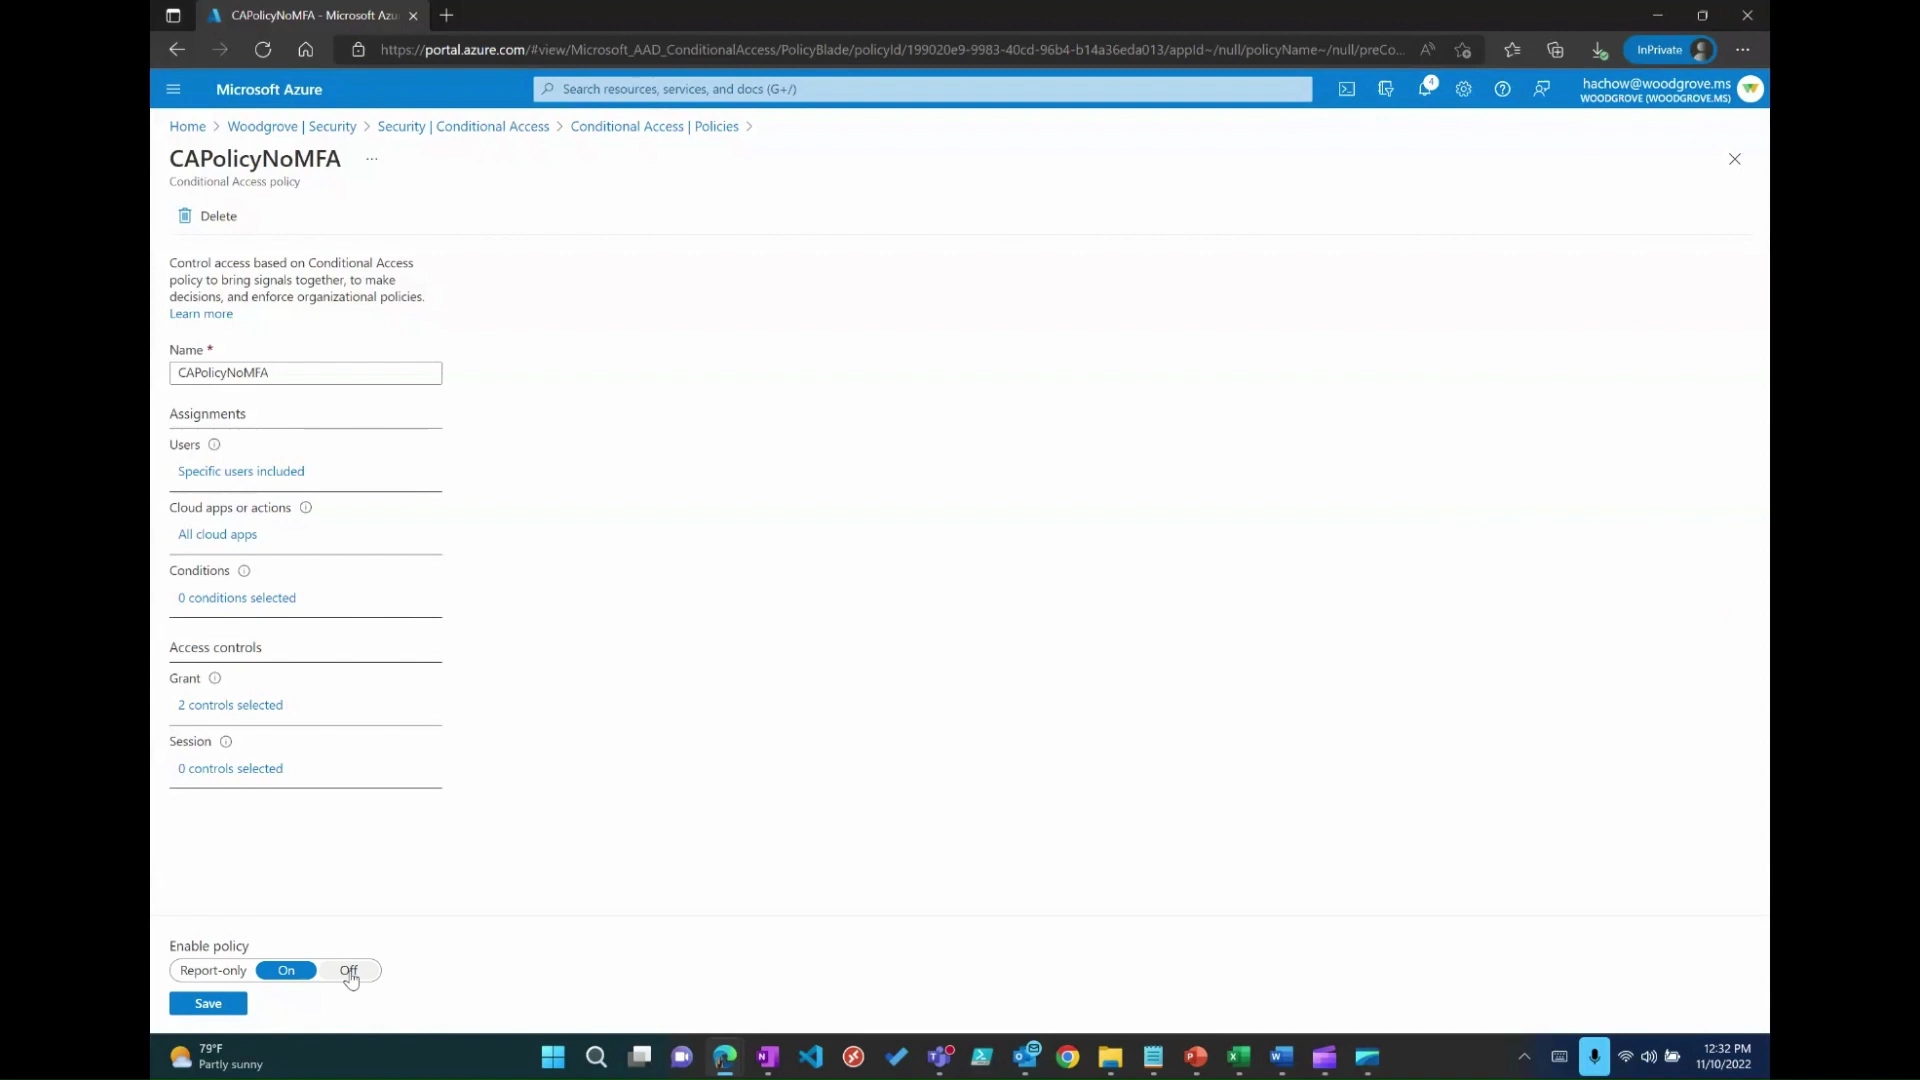 CAPolicyNoMFA - Microsoft Azu
https://portal.azure.com/#view/Microsoft_AAD_ConditionalAccess/PolicyBlade/policyId/199020e9-9983-40cd-96b4-b14a36eda013/appId~/null/policyName~/null/preCo...
InPrivate
Microsoft Azure
Search resources, services, and docs (G+/)
4
hachow@woodgrove.ms
WOODGROVE (WOODGROVE.MS)
Home > Woodgrove | Security > Security | Conditional Access > Conditional Access | Policies >
CAPolicyNoMFA ...
Conditional Access policy
Delete
Control access based on Conditional Access
policy to bring signals together, to make
decisions, and enforce organizational policies.
Learn more
Name *
CAPolicyNoMFA
Assignments
Users
Specific users included
Cloud apps or actions
All cloud apps
Conditions
0 conditions selected
Access controls
Grant
2 controls selected
Session
0 controls selected
Enable policy
Report-only On Off
Save
79°F
Partly sunny
12:32 PM
11/10/2022